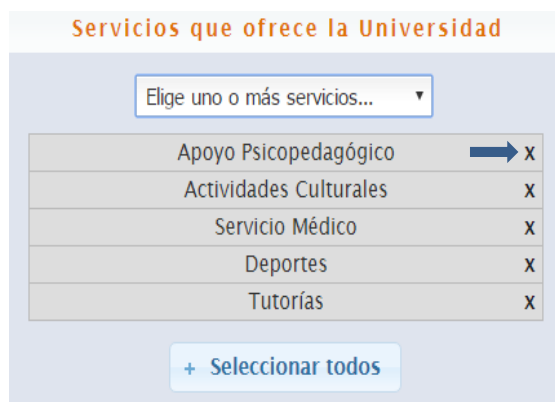 Servicios que ofrece la Universidad
Elige uno o más servicios...
Apoyo Psicopedagógico x
Actividades Culturales x
Servicio Médico x
Deportes x
Tutorías x
+ Seleccionar todos